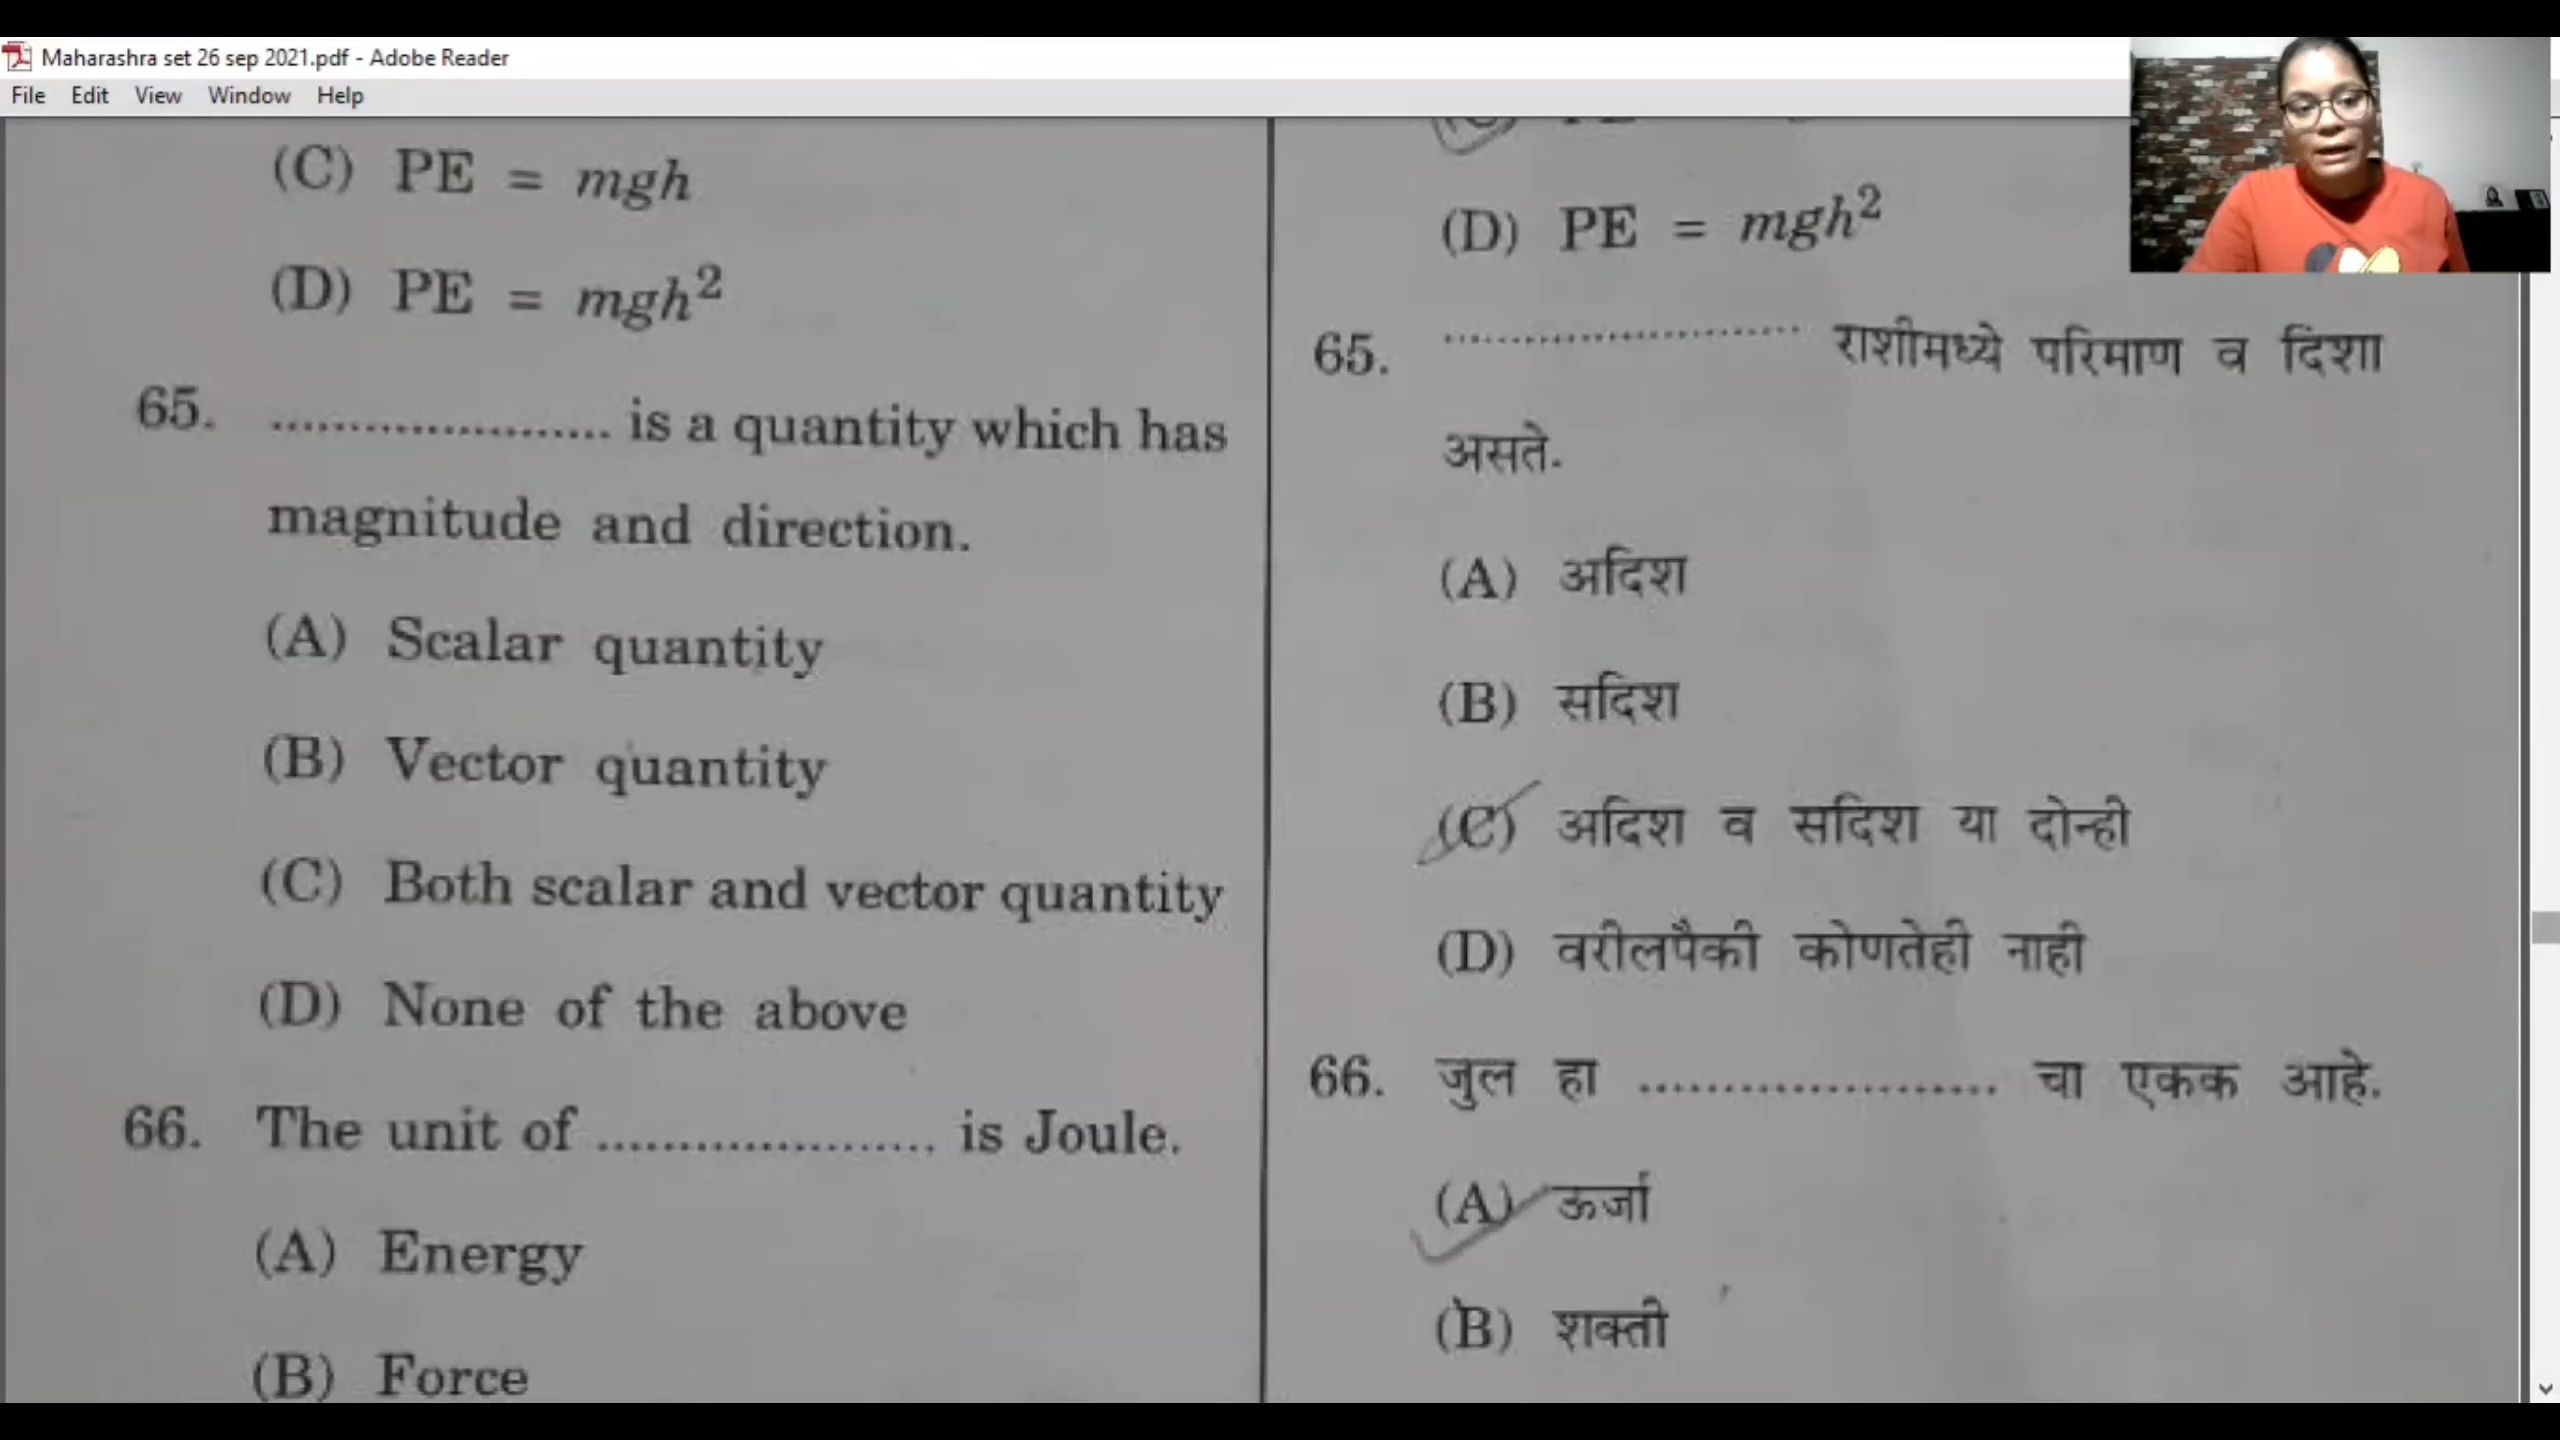 Maharashra set 26 sep 2021.pdf - Adobe Reader
File Edit View Window Help
(C) PE = mgh
(D) PE = mgh²
65. ..................... is a quantity which has
magnitude and direction.
(A) Scalar quantity
(B) Vector quantity
(C) Both scalar and vector quantity
(D) None of the above
66. The unit of ..................... is Joule.
(A) Energy
(B) Force
(D) PE = mgh²
65. ..................... राशीमध्ये परिमाण व दिशा
असते.
(A) अदिश
(B) सदिश
(C) अदिश व सदिश या दोन्ही
(D) वरीलपैकी कोणतेही नाही
66. जुल हा ..................... चा एकक आहे.
(A) ऊर्जा
(B) शक्ती